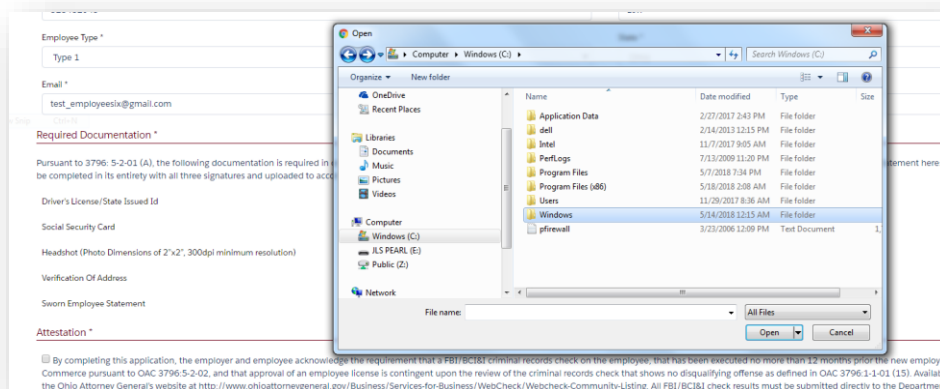 Employee Type *
Type 1
Email *
test_employeesix@gmail.com
Required Documentation *
Pursuant to 3796: 5-2-01 (A), the following documentation is required in
tement here
be completed in its entirety with all three signatures and uploaded to
Driver's License/State Issued Id
Social Security Card
Headshot (Photo Dimensions of 2"x2", 300dpi minimum resolution)
Verification Of Address
Sworn Employee Statement
Attestation *
By completing this application, the employer and employee acknowledge the requirement that a FBI/BCI&I criminal records check on the employee, that has been executed no more than 12 months prior the new employ
Commerce pursuant to OAC 3796:5-2-02, and that approval of an employee license is contingent upon the review of the criminal records check that shows no disqualifying offense as defined in OAC 3796:1-1-01 (15). Availa
the Ohio Attorney General's website at http://www.ohioattorneygeneral.gov/Business/Services-for-Business/WebCheck/Webcheck-Community-Listing. All FBI/BCI&I check results must be submitted directly to the Departm
Open
Computer
Windows (C:)
Search Windows (C:)
Organize
New folder
OneDrive
Recent Places
Libraries
Documents
Music
Pictures
Videos
Computer
Windows (C:)
JLS PEARL (E:)
Public (Z:)
Network
Name Date modified Type Size
Application Data 2/27/2017 2:43 PM File folder
dell 2/14/2013 12:15 PM File folder
Intel 11/7/2017 9:05 AM File folder
PerfLogs 7/13/2009 11:20 PM File folder
Program Files 5/7/2018 7:34 PM File folder
Program Files (x86) 5/18/2018 2:08 AM File folder
Users 11/29/2017 8:36 AM File folder
Windows 5/14/2018 12:15 AM File folder
pfirewall 3/23/2006 12:09 PM Text Document 1,
File name:
All Files
Open
Cancel